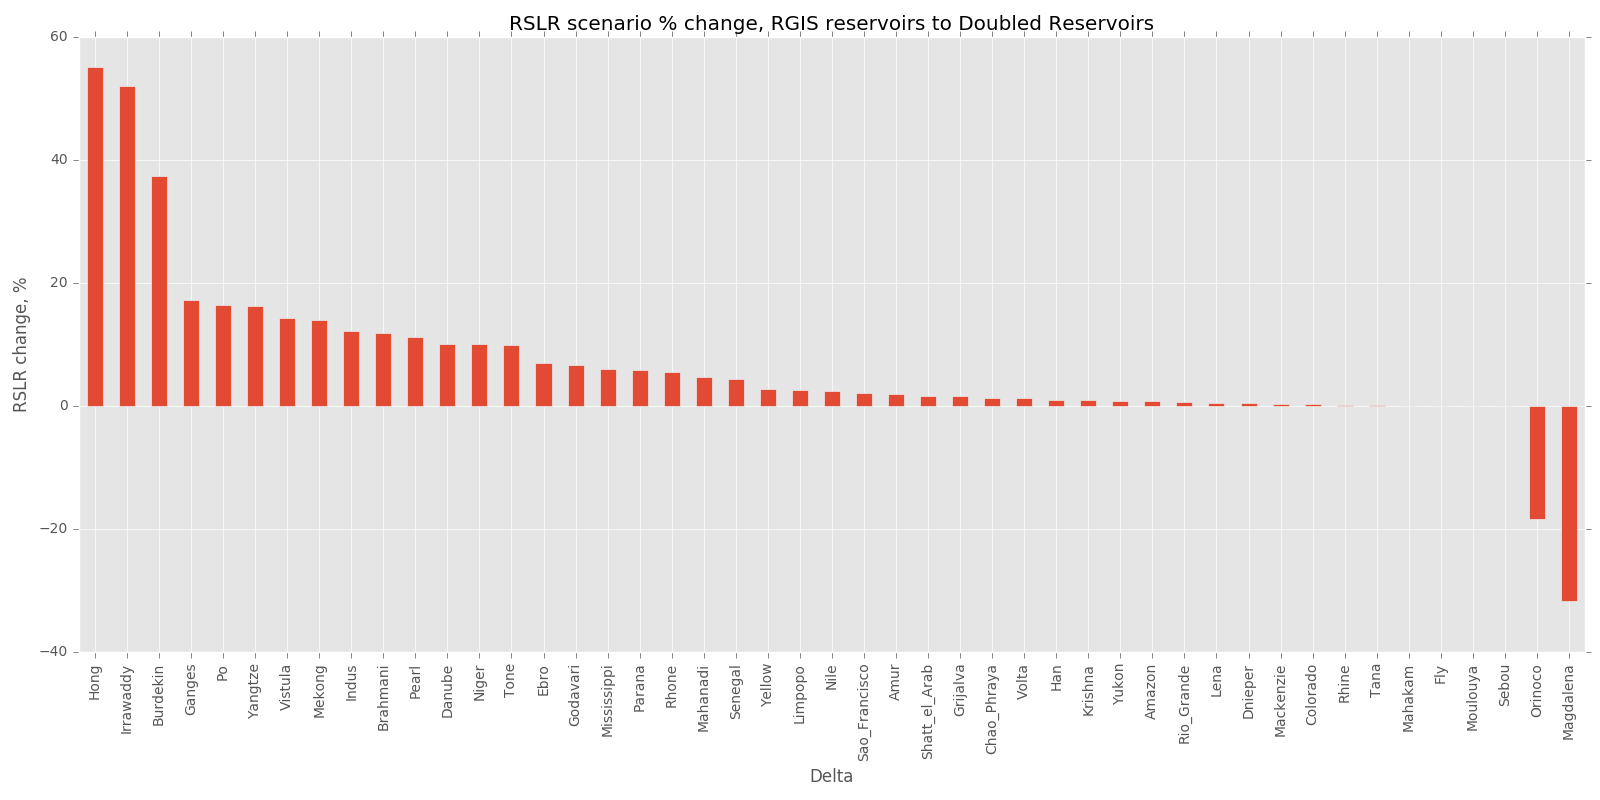 RSLR scenario % change, RGIS reservoirs to Doubled Reservoirs
RSLR change, %
60
40
20
0
−20
−40
Hong
Irrawaddy
Burdekin
Ganges
Po
Yangtze
Vistula
Mekong
Indus
Brahmani
Pearl
Danube
Niger
Tone
Ebro
Godavari
Mississippi
Parana
Rhone
Mahanadi
Senegal
Yellow
Limpopo
Nile
Sao_Francisco
Amur
Shatt_el_Arab
Grijalva
Chao_Phraya
Volta
Han
Krishna
Yukon
Amazon
Rio_Grande
Lena
Dnieper
Mackenzie
Colorado
Rhine
Tana
Mahakam
Fly
Moulouya
Sebou
Orinoco
Magdalena
Delta